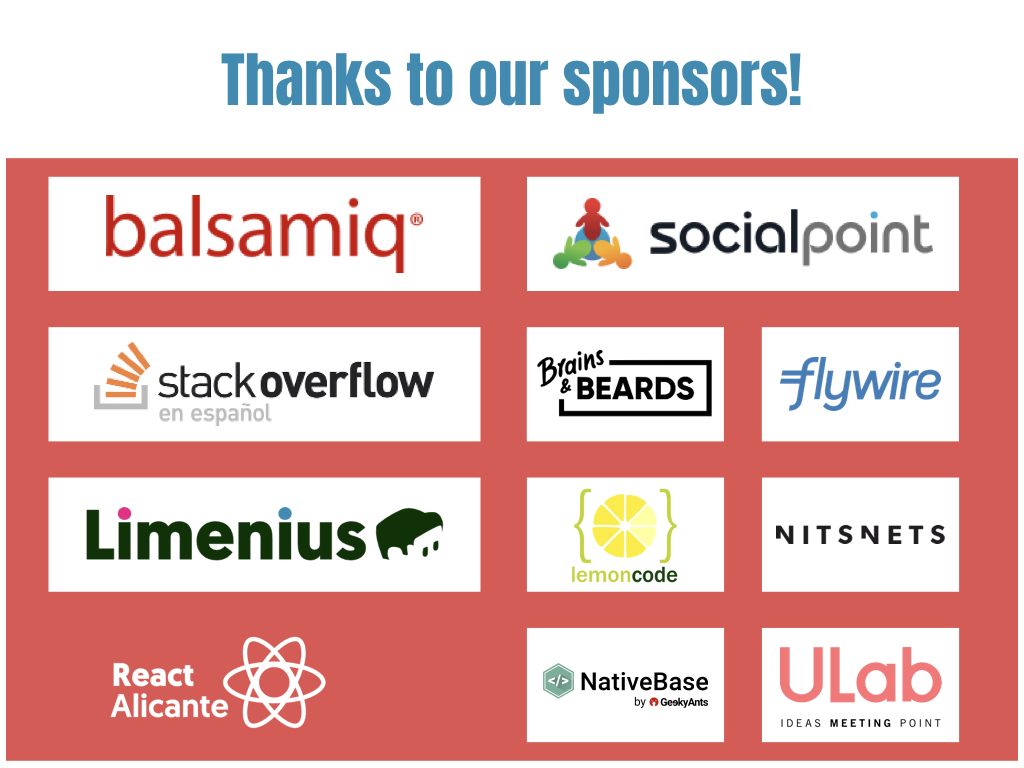 Thanks to our sponsors!
balsamiq®
socialpoint
stackoverflow
en español
Brains
& BEARDS
flywire
Limenius
{ }
lemoncode
NITSNETS
React
Alicante
</>
NativeBase
by GeekyAnts
ULab
IDEAS MEETING POINT